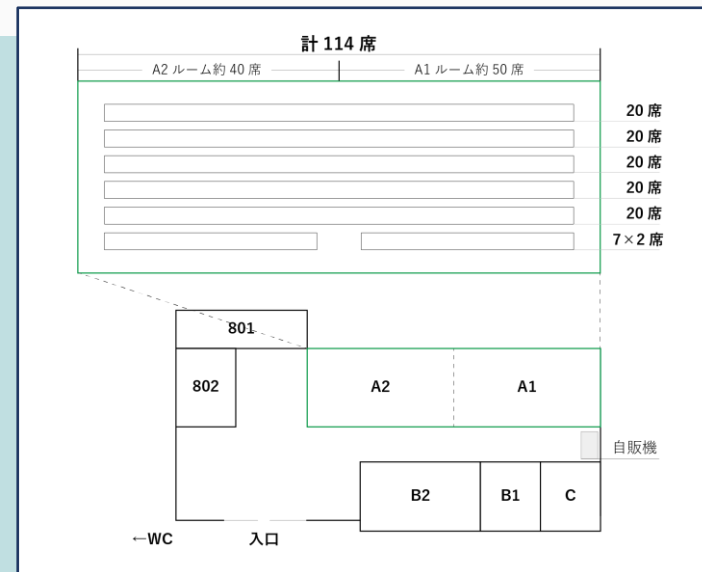 計 114 席
A2 ルーム約 40 席
A1 ルーム約 50 席
20 席
20 席
20 席
20 席
20 席
7×2 席
801
802
A2
A1
自販機
B2
B1
C
←WC
入口